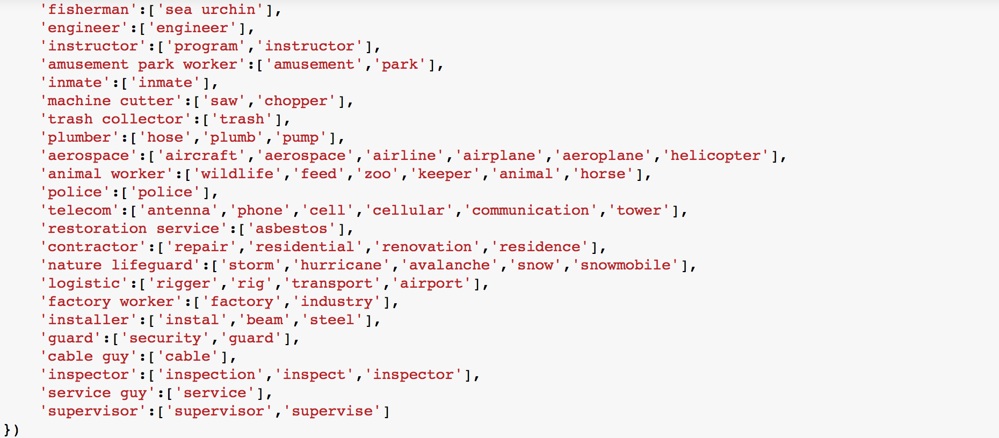 'fisherman':['sea urchin'],
'engineer':['engineer'],
'instructor':['program','instructor'],
'amusement park worker':['amusement','park'],
'inmate':['inmate'],
'machine cutter':['saw','chopper'],
'trash collector':['trash'],
'plumber':['hose','plumb','pump'],
'aerospace':['aircraft','aerospace','airline','airplane','aeroplane','helicopter'],
'animal worker':['wildlife','feed','zoo','keeper','animal','horse'],
'police':['police'],
'telecom':['antenna','phone','cell','cellular','communication','tower'],
'restoration service':['asbestos'],
'contractor':['repair','residential','renovation','residence'],
'nature lifeguard':['storm','hurricane','avalanche','snow','snowmobile'],
'logistic':['rigger','rig','transport','airport'],
'factory worker':['factory','industry'],
'installer':['instal','beam','steel'],
'guard':['security','guard'],
'cable guy':['cable'],
'inspector':['inspection','inspect','inspector'],
'service guy':['service'],
'supervisor':['supervisor','supervise']
})